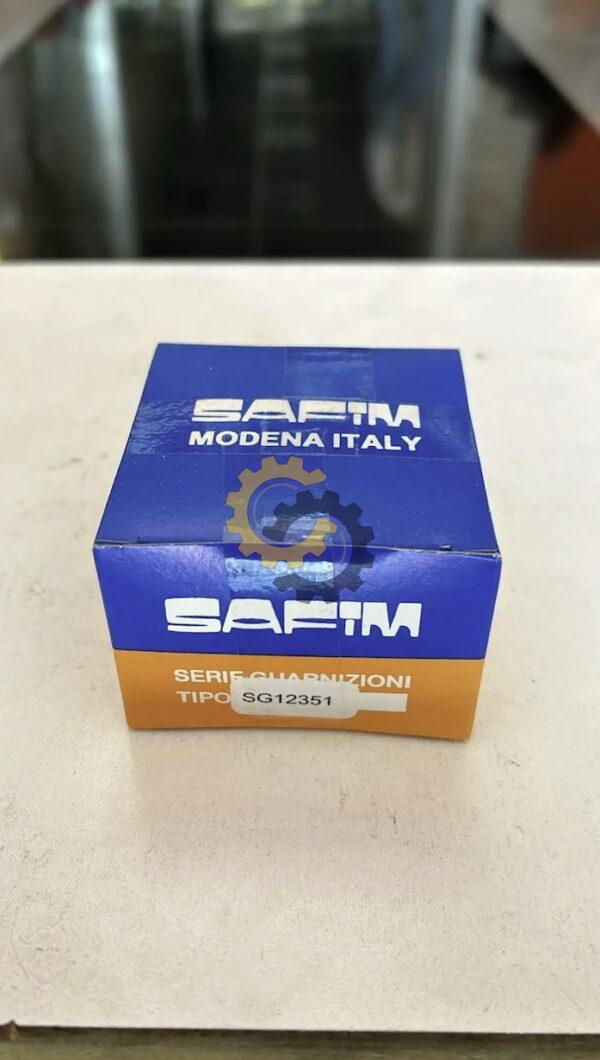 SAFIM
MODENA ITALY
SAFIM
SERIE GUARNIZIONI
TIPO SG12351